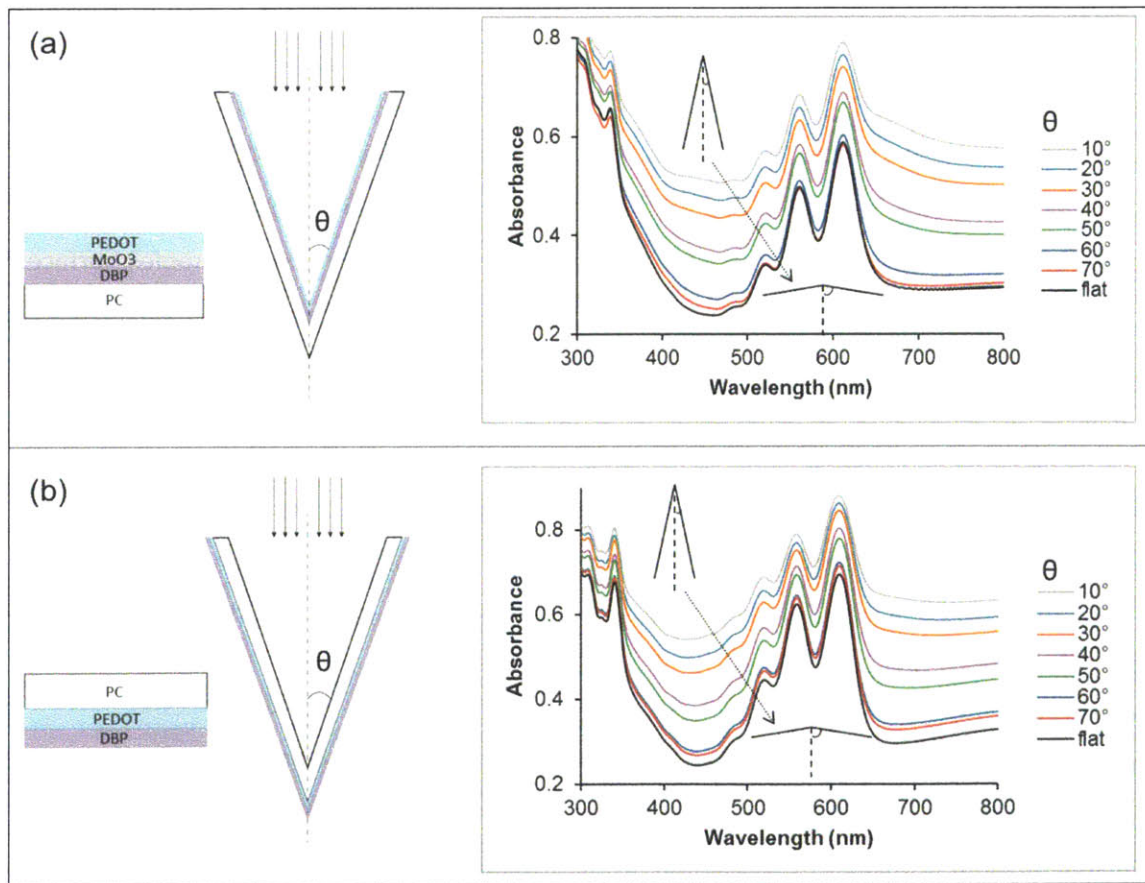 (a)
θ
PEDOT
MoO3
DBP
PC
0.8
0.6
0.4
0.2
Absorbance
300 400 500 600 700 800
Wavelength (nm)
θ
10°
20°
30°
40°
50°
60°
70°
flat
(b)
θ
PC
PEDOT
DBP
0.8
0.6
0.4
0.2
Absorbance
300 400 500 600 700 800
Wavelength (nm)
θ
10°
20°
30°
40°
50°
60°
70°
flat